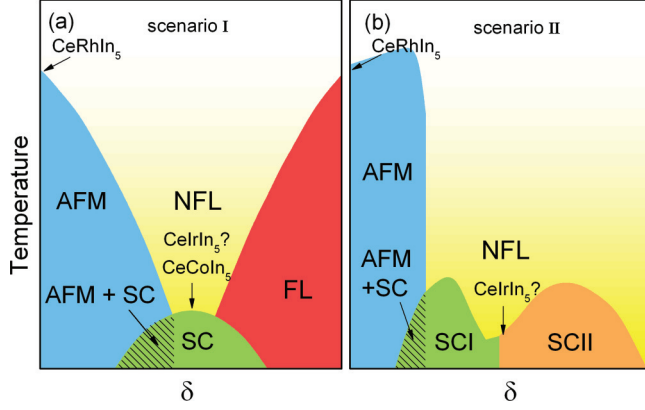 (a)
scenario I
CeRhIn₅
AFM
NFL
CeIrIn₅?
CeCoIn₅
AFM + SC
SC
FL
Temperature
δ
(b)
scenario II
CeRhIn₅
AFM
AFM
+SC
NFL
CeIrIn₅?
SCI
SCII
δ